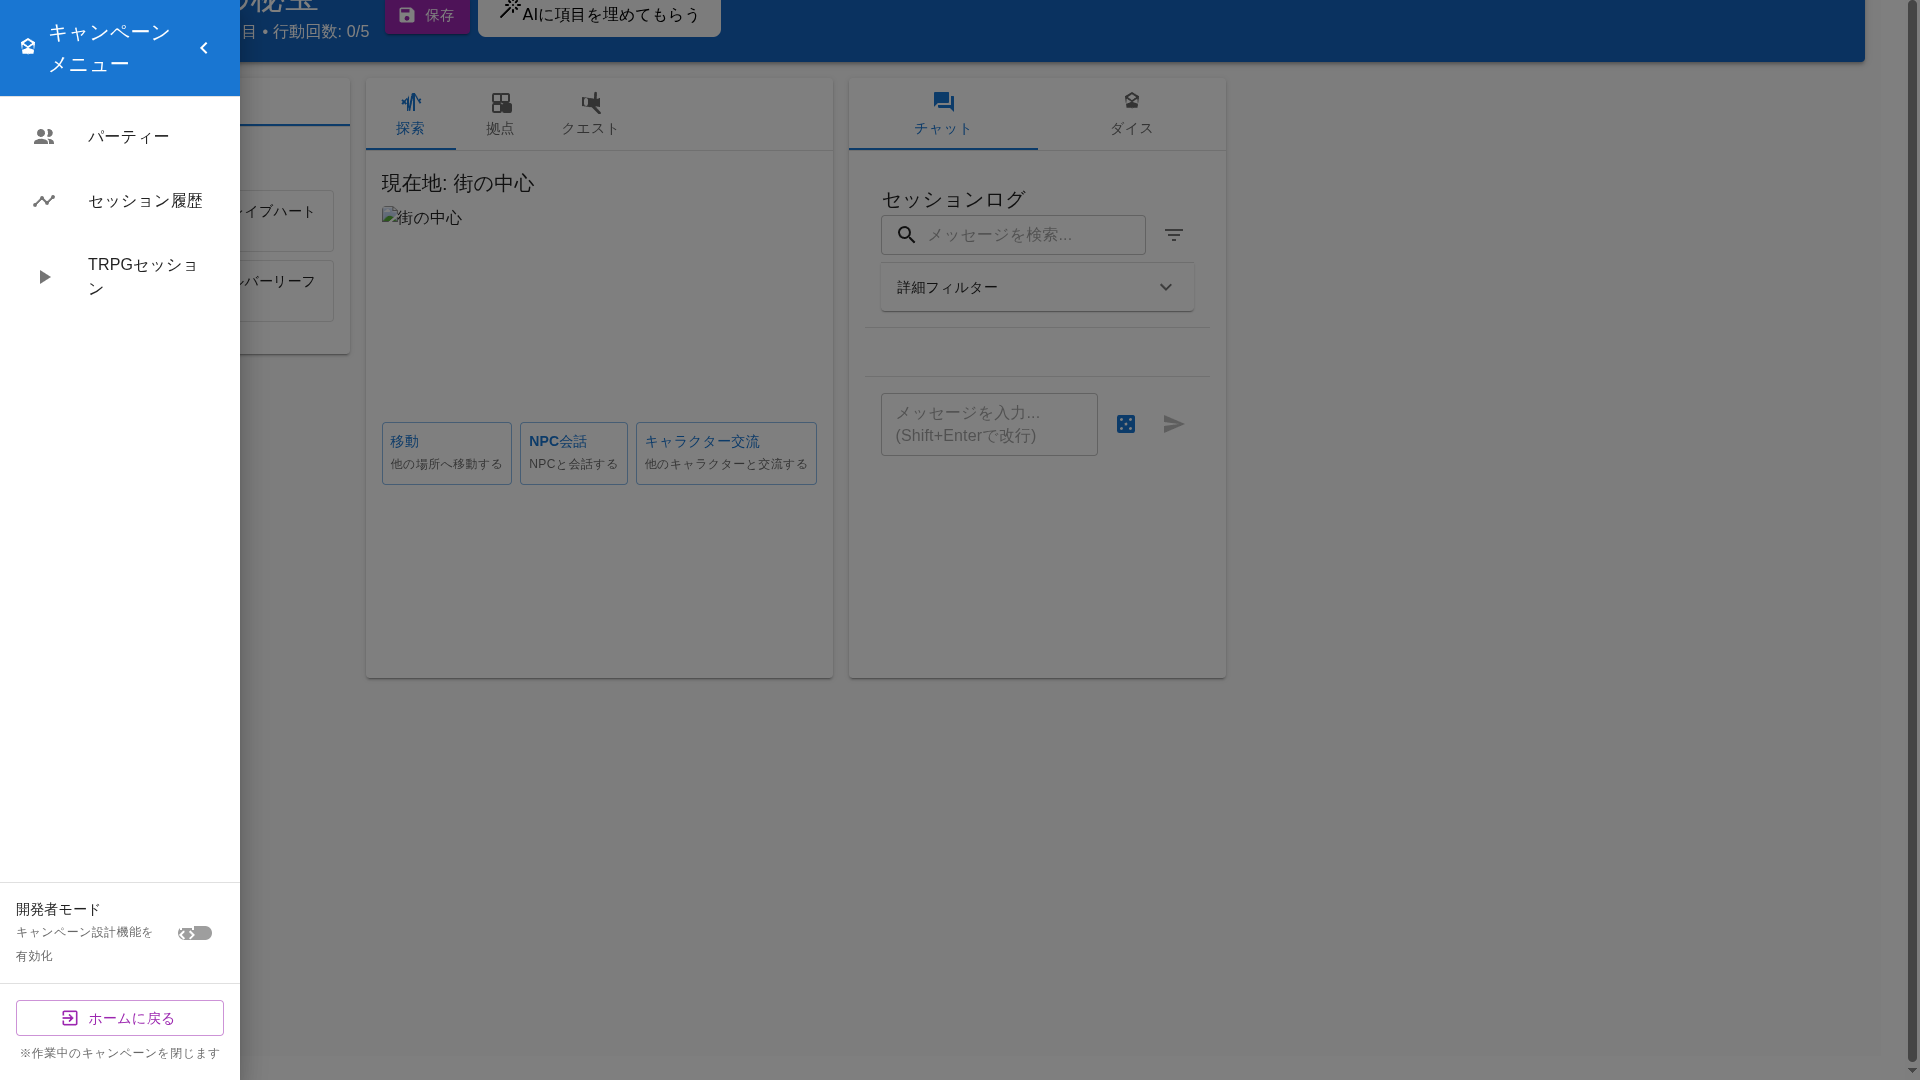 キャンペーン
メニュー
パーティー
セッション履歴
TRPGセッショ
ン
開発者モード
キャンペーン設計機能を
有効化
ホームに戻る
※作業中のキャンペーンを閉じます
目 • 行動回数: 0/5
保存
AIに項目を埋めてもらう
イブハート
バーリーフ
探索
拠点
クエスト
現在地: 街の中心
街の中心
移動
他の場所へ移動する
NPC会話
NPCと会話する
キャラクター交流
他のキャラクターと交流する
チャット
ダイス
セッションログ
メッセージを検索...
詳細フィルター
メッセージを入力...
(Shift+Enterで改行)